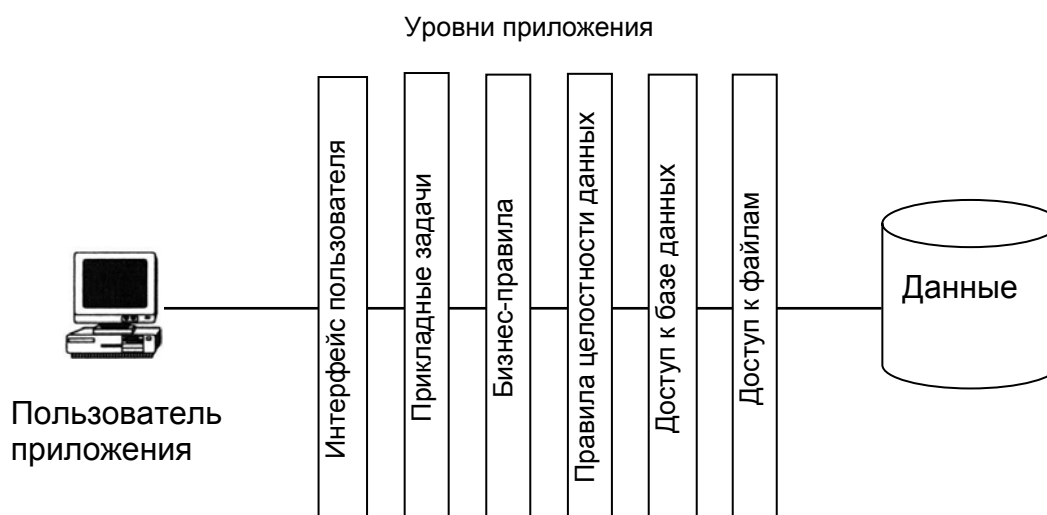 Уровни приложения
Интерфейс пользователя
Прикладные задачи
Бизнес-правила
Правила целостности данных
Доступ к базе данных
Доступ к файлам
Данные
Пользователь
приложения